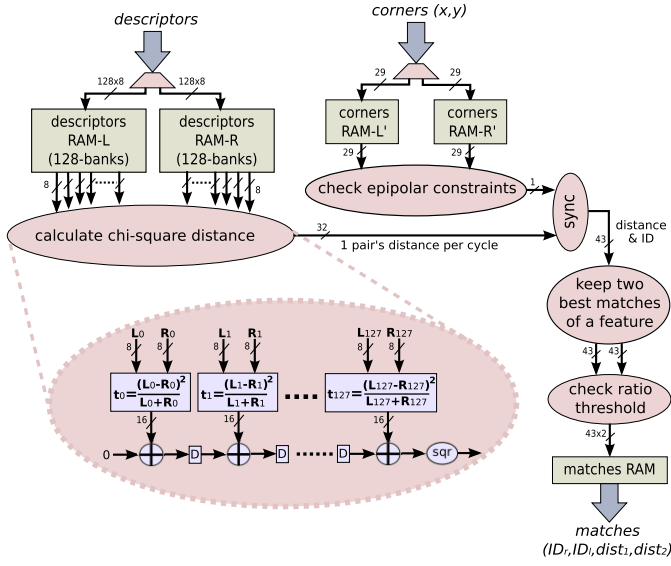 descriptors
corners (x,y)
128x8
128x8
29
29
descriptors
RAM-L
(128-banks)
descriptors
RAM-R
(128-banks)
corners
RAM-L'
corners
RAM-R'
29
29
8
8
check epipolar constraints
1
sync
calculate chi-square distance
32
1 pair's distance per cycle
distance
& ID
43
keep two
best matches
of a feature
43
43
check ratio
threshold
43x2
matches RAM
matches
(IDr,IDl,dist1,dist2)
L0 R0
L1 R1
L127 R127
8
8
8
8
8
8
t0=(L0-R0)²/L0+R0
t1=(L1-R1)²/L1+R1
t127=(L127-R127)²/L127+R127
16
16
16
0
D
D
D
sqr